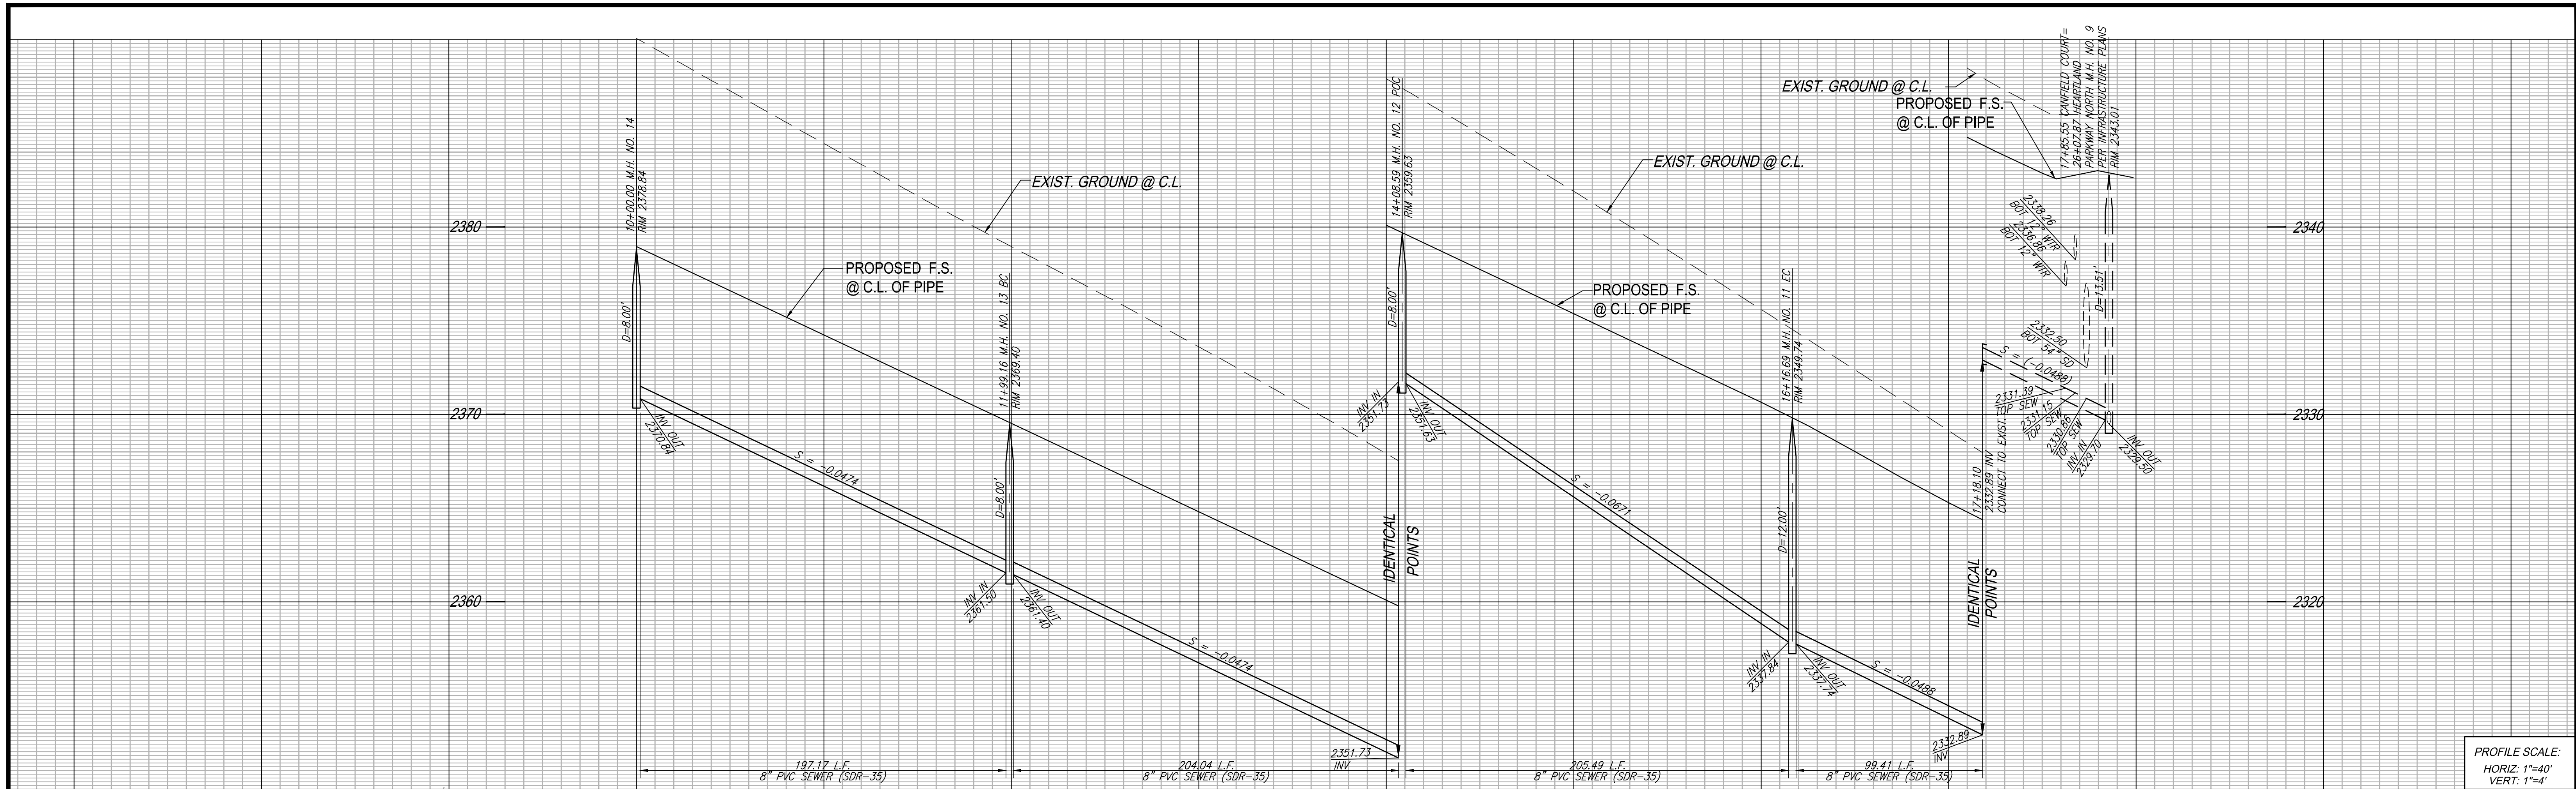 10+00.00 M.H. NO. 14
RIM 2378.84
D=8.00'
INV OUT
2370.84
S = -0.0474
PROPOSED F.S.
@ C.L. OF PIPE
EXIST. GROUND @ C.L.
11+99.16 M.H. NO. 13 BC
RIM 2369.40
D=8.00'
INV IN
2361.50
INV OUT
2361.40
S = -0.0474
2351.73
INV
IDENTICAL
POINTS
14+08.59 M.H. NO. 12 POC
RIM 2359.63
D=8.00'
INV IN
2351.73
INV OUT
2351.63
S = -0.0671
EXIST. GROUND @ C.L.
PROPOSED F.S.
@ C.L. OF PIPE
16+16.69 M.H. NO. 11 EC
RIM 2349.74
D=12.00'
INV IN
2337.84
INV OUT
2337.74
S = -0.0488
2332.89
INV
IDENTICAL
POINTS
17+18.10
2332.89 INV
CONNECT TO EXIST.
EXIST. GROUND @ C.L.
PROPOSED F.S.
@ C.L. OF PIPE
17+85.55 CANFIELD COURT=
26+07.87 HEARTLAND
PARKWAY NORTH M.H. NO. 9
PER INFRASTRUCTURE PLANS
RIM 2343.01
2338.26
BOT 12" WTR
2336.86
BOT 12" WTR
D=13.51'
2332.50
BOT 54" SD
S = (-0.0488)
2331.39
TOP SEW
2331.15
TOP SEW
2330.86
TOP SEW
INV IN
2329.70
INV OUT
2329.50
2380
2370
2360
2340
2330
2320
197.17 L.F.
8" PVC SEWER (SDR-35)
204.04 L.F.
8" PVC SEWER (SDR-35)
205.49 L.F.
8" PVC SEWER (SDR-35)
99.41 L.F.
8" PVC SEWER (SDR-35)
PROFILE SCALE:
HORIZ: 1"=40'
VERT: 1"=4'